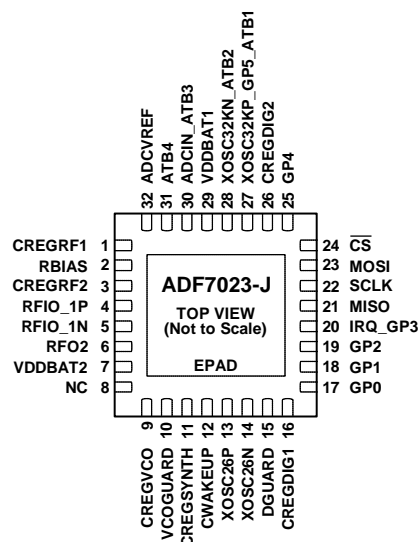 32 ADCVREF
31 ATB4
30 ADCIN_ATB3
29 VDDBAT1
28 XOSC32KN_ATB2
27 XOSC32KP_GP5_ATB1
26 CREGDIG2
25 GP4
CREGRF1 1
RBIAS 2
CREGRF2 3
RFIO_1P 4
RFIO_1N 5
RFO2 6
VDDBAT2 7
NC 8
ADF7023-J
TOP VIEW
(Not to Scale)
EPAD
24 CS
23 MOSI
22 SCLK
21 MISO
20 IRQ_GP3
19 GP2
18 GP1
17 GP0
CREGVCO 9
VCOGUARD 10
CREGSYNTH 11
CWAKEUP 12
XOSC26P 13
XOSC26N 14
DGUARD 15
CREGDIG1 16